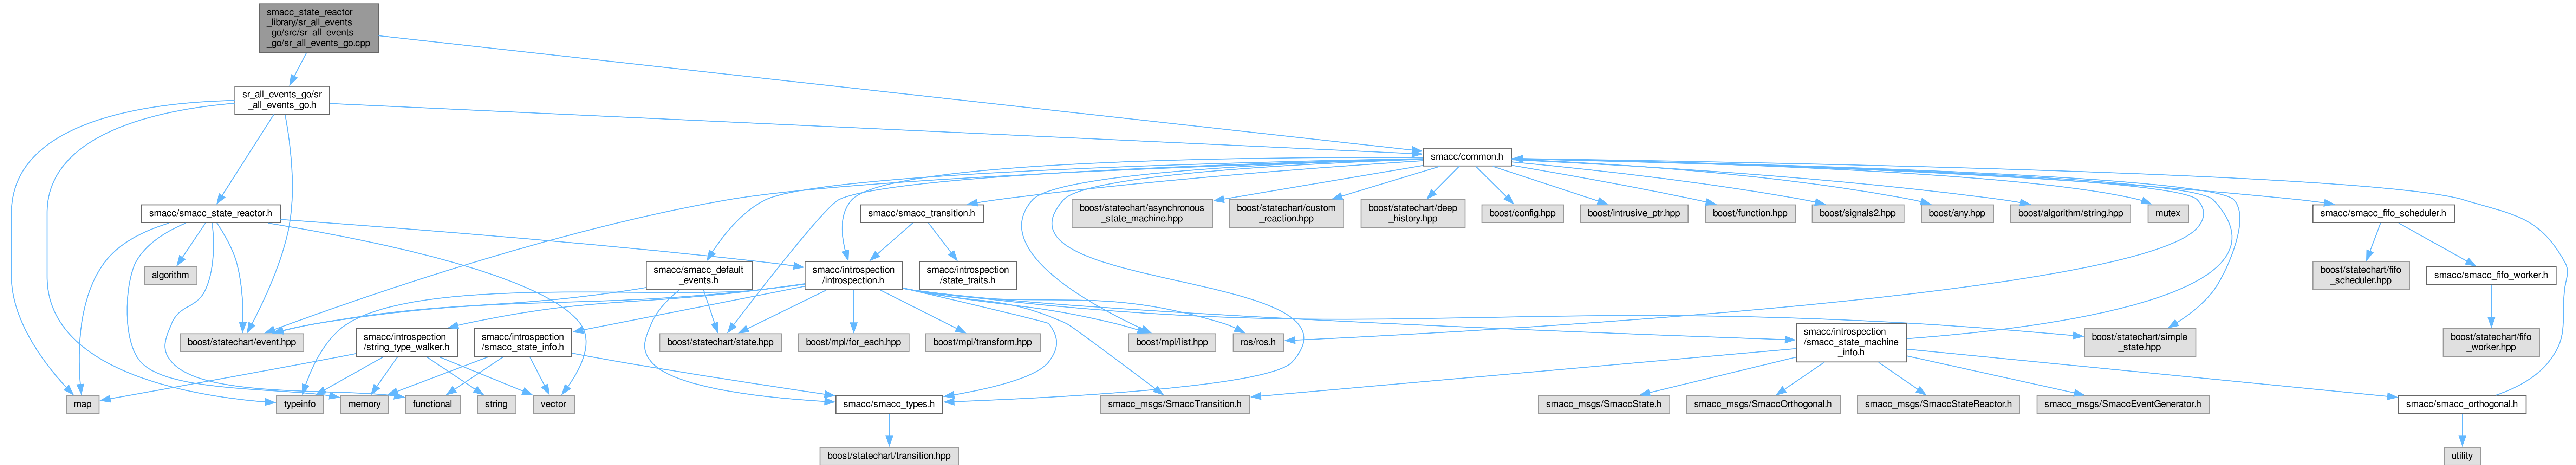 smacc_state_reactor
_library/sr_all_events
_go/src/sr_all_events
_go/sr_all_events_go.cpp
sr_all_events_go/sr
_all_events_go.h
smacc/common.h
smacc/smacc_state_reactor.h
smacc/smacc_transition.h
boost/statechart/asynchronous
_state_machine.hpp
boost/statechart/custom
_reaction.hpp
boost/statechart/deep
_history.hpp
boost/config.hpp
boost/intrusive_ptr.hpp
boost/function.hpp
boost/signals2.hpp
boost/any.hpp
boost/algorithm/string.hpp
mutex
smacc/smacc_fifo_scheduler.h
algorithm
smacc/smacc_default
_events.h
smacc/introspection
/introspection.h
smacc/introspection
/state_traits.h
boost/statechart/fifo
_scheduler.hpp
smacc/smacc_fifo_worker.h
boost/statechart/event.hpp
smacc/introspection
/string_type_walker.h
smacc/introspection
/smacc_state_info.h
boost/statechart/state.hpp
boost/mpl/for_each.hpp
boost/mpl/transform.hpp
boost/mpl/list.hpp
ros/ros.h
smacc/introspection
/smacc_state_machine
_info.h
boost/statechart/simple
_state.hpp
boost/statechart/fifo
_worker.hpp
map
typeinfo
memory
functional
string
vector
smacc/smacc_types.h
smacc_msgs/SmaccTransition.h
smacc_msgs/SmaccState.h
smacc_msgs/SmaccOrthogonal.h
smacc_msgs/SmaccStateReactor.h
smacc_msgs/SmaccEventGenerator.h
smacc/smacc_orthogonal.h
boost/statechart/transition.hpp
utility